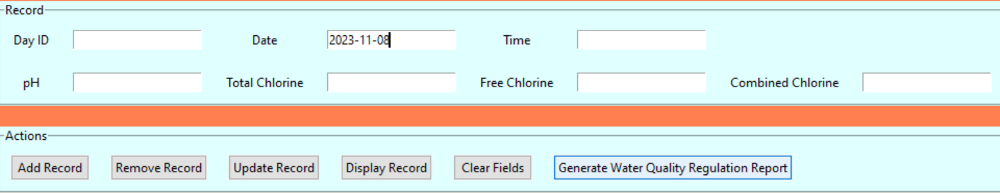 Record
Day ID Date 2023-11-08 Time
pH Total Chlorine Free Chlorine Combined Chlorine
Actions
Add Record Remove Record Update Record Display Record Clear Fields Generate Water Quality Regulation Report